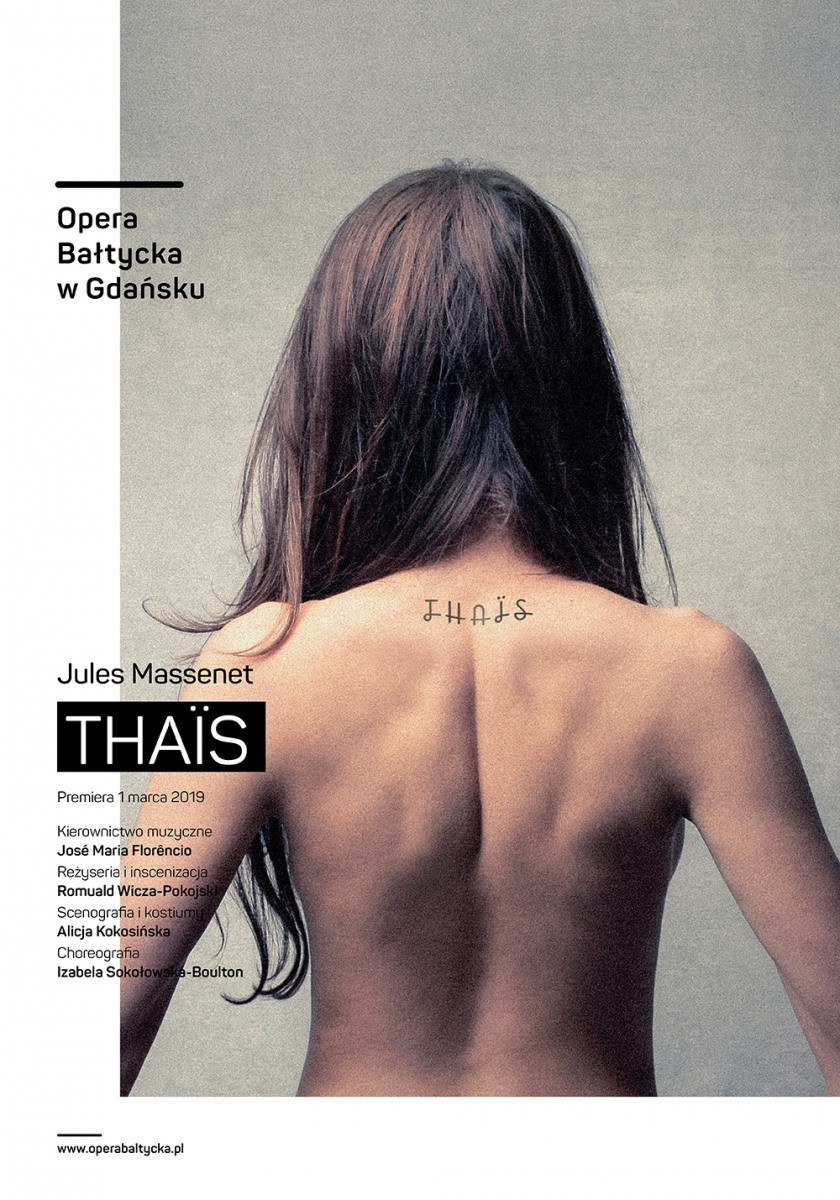 Opera
Bałtycka
w Gdańsku
THAÏS
Jules Massenet
THAÏS
Premiera 1 marca 2019
Kierownictwo muzyczne
José Maria Florêncio
Reżyseria i inscenizacja
Romuald Wicza-Pokojski
Scenografia i kostiumy
Alicja Kokosińska
Choreografia
Izabela Sokołowska-Boulton
www.operabaltycka.pl